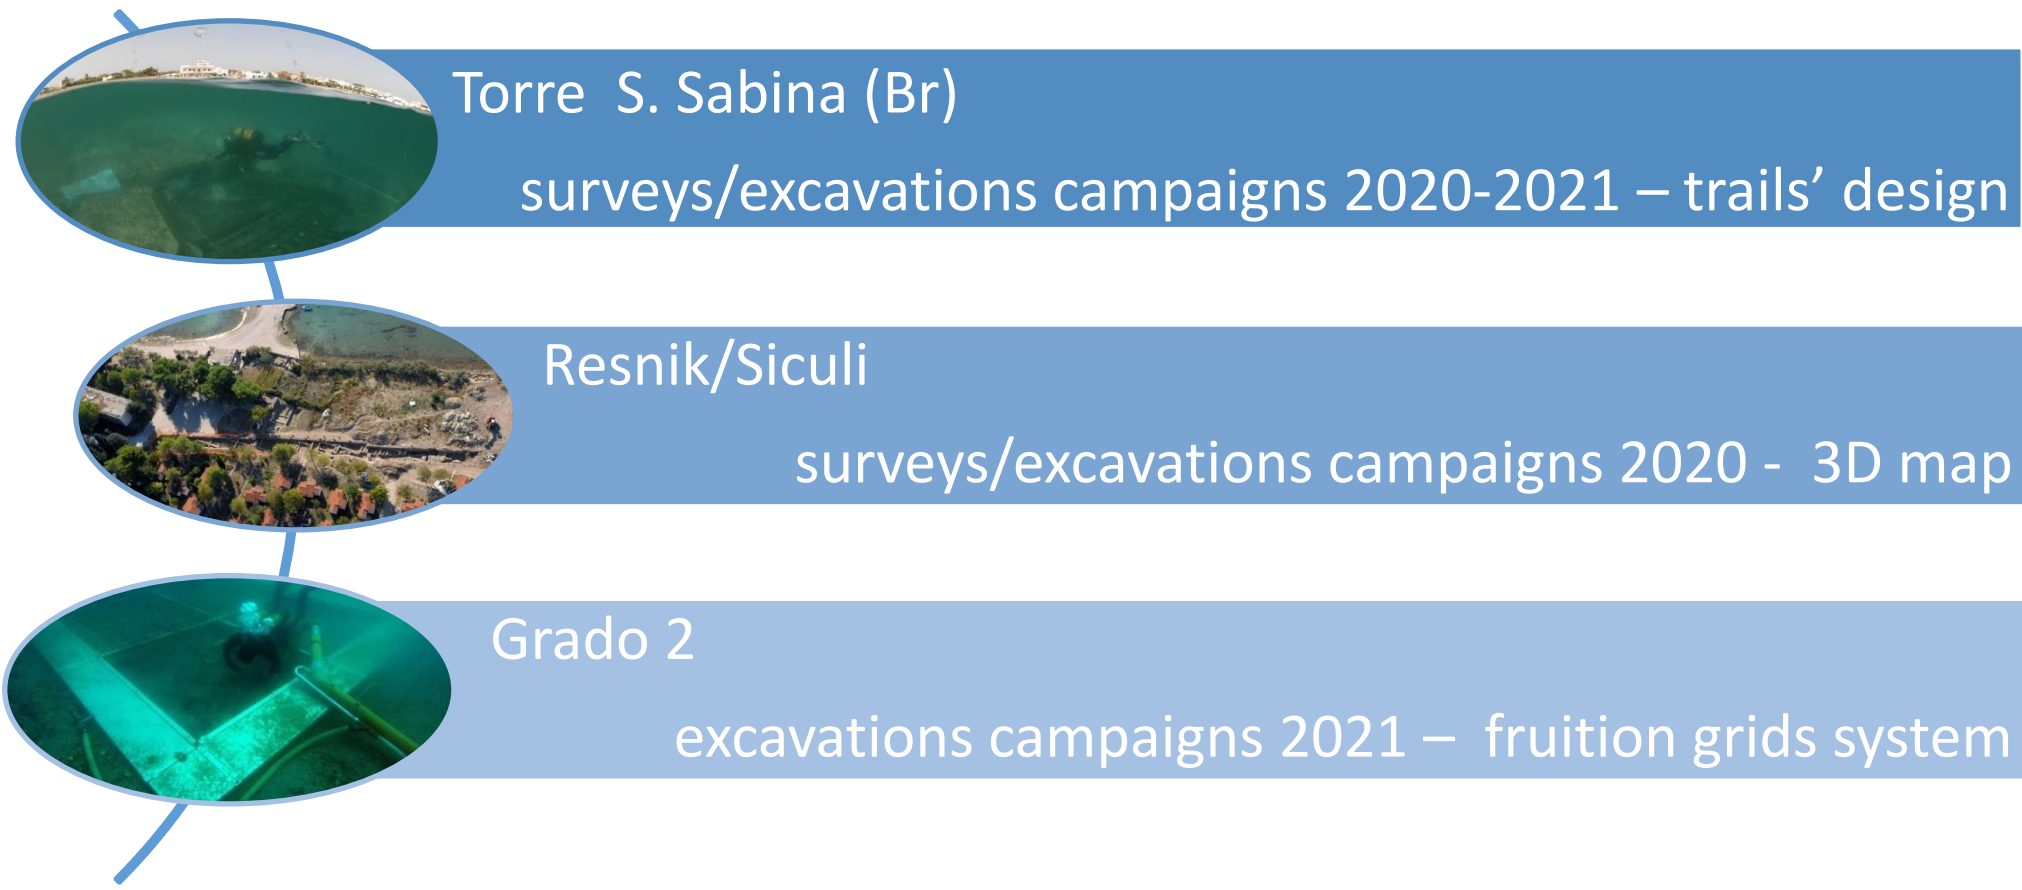 Torre S. Sabina (Br)
surveys/excavations campaigns 2020-2021 – trails’ design
Resnik/Siculi
surveys/excavations campaigns 2020 - 3D map
Grado 2
excavations campaigns 2021 – fruition grids system